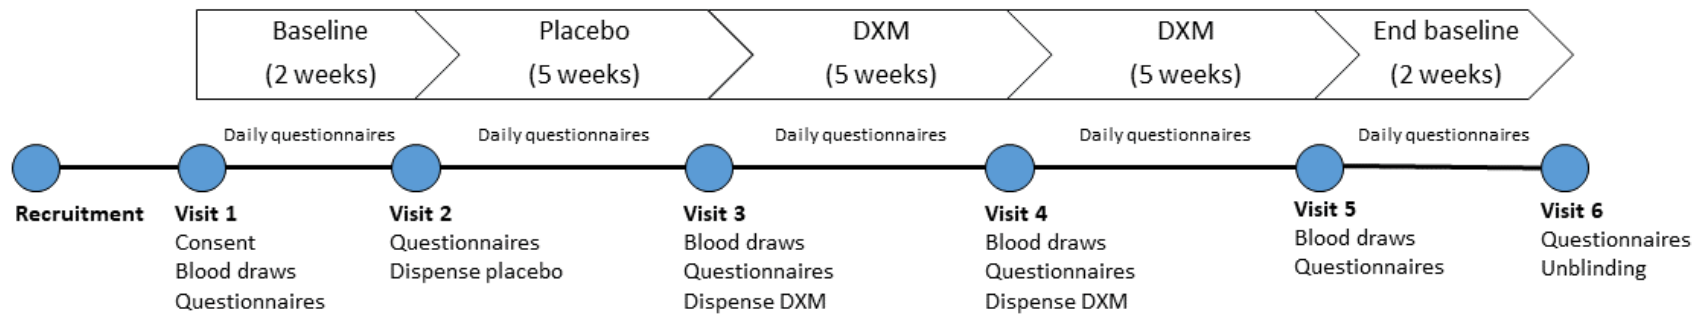 Baseline
(2 weeks)
Placebo
(5 weeks)
DXM
(5 weeks)
DXM
(5 weeks)
End baseline
(2 weeks)
Daily questionnaires
Daily questionnaires
Daily questionnaires
Daily questionnaires
Daily questionnaires
Recruitment
Visit 1
Consent
Blood draws
Questionnaires
Visit 2
Questionnaires
Dispense placebo
Visit 3
Blood draws
Questionnaires
Dispense DXM
Visit 4
Blood draws
Questionnaires
Dispense DXM
Visit 5
Blood draws
Questionnaires
Visit 6
Questionnaires
Unblinding